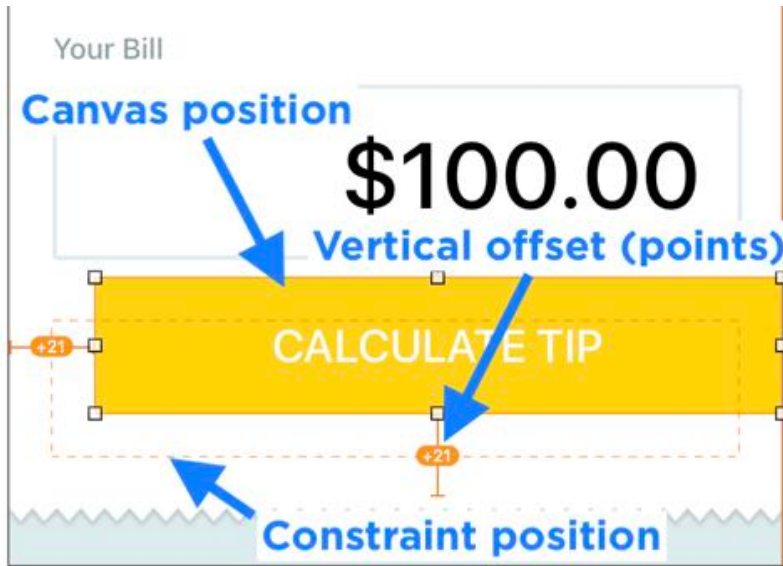 Your Bill
Canvas position
$100.00
Vertical offset (points)
CALCULATE TIP
+21
+21
Constraint position